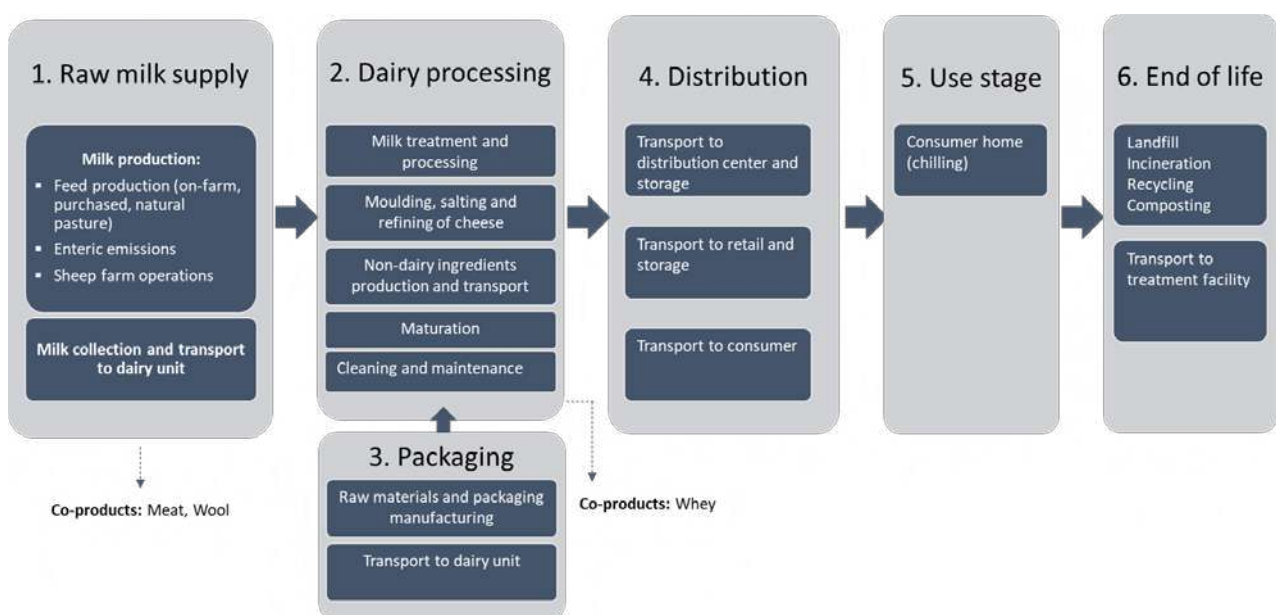 1. Raw milk supply
Milk production:
▪ Feed production (on-farm,
purchased, natural
pasture)
▪ Enteric emissions
▪ Sheep farm operations
Milk collection and transport
to dairy unit
Co-products: Meat, Wool
2. Dairy processing
Milk treatment and
processing
Moulding, salting and
refining of cheese
Non-dairy ingredients
production and transport
Maturation
Cleaning and maintenance
3. Packaging
Raw materials and packaging
manufacturing
Transport to dairy unit
Co-products: Whey
4. Distribution
Transport to
distribution center and
storage
Transport to retail and
storage
Transport to consumer
5. Use stage
Consumer home
(chilling)
6. End of life
Landfill
Incineration
Recycling
Composting
Transport to
treatment facility